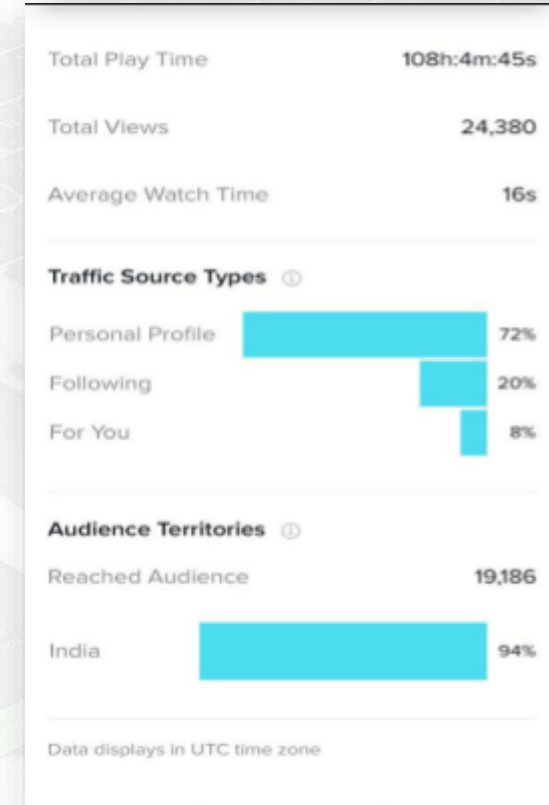 Total Play Time 108h:4m:45s
Total Views 24,380
Average Watch Time 16s
Traffic Source Types ⓘ
Personal Profile 72%
Following 20%
For You 8%
Audience Territories ⓘ
Reached Audience 19,186
India 94%
Data displays in UTC time zone